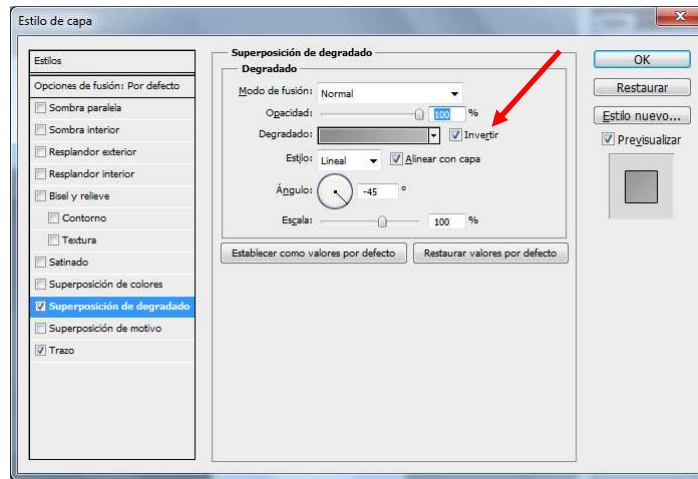 Estilo de capa
Estilos
Opciones de fusión: Por defecto
Sombra paralela
Sombra interior
Resplandor exterior
Resplandor interior
Bisel y relieve
Contorno
Textura
Satinado
Superposición de colores
Superposición de degradado
Superposición de motivo
Trazo
Superposición de degradado
Degradado
Modo de fusión: Normal
Opacidad: 100 %
Degradado: Invertir
Estilo: Lineal Alinear con capa
Ángulo: -45 °
Escala: 100 %
Establecer como valores por defecto Restaurar valores por defecto
OK
Restaurar
Estilo nuevo...
Previsualizar